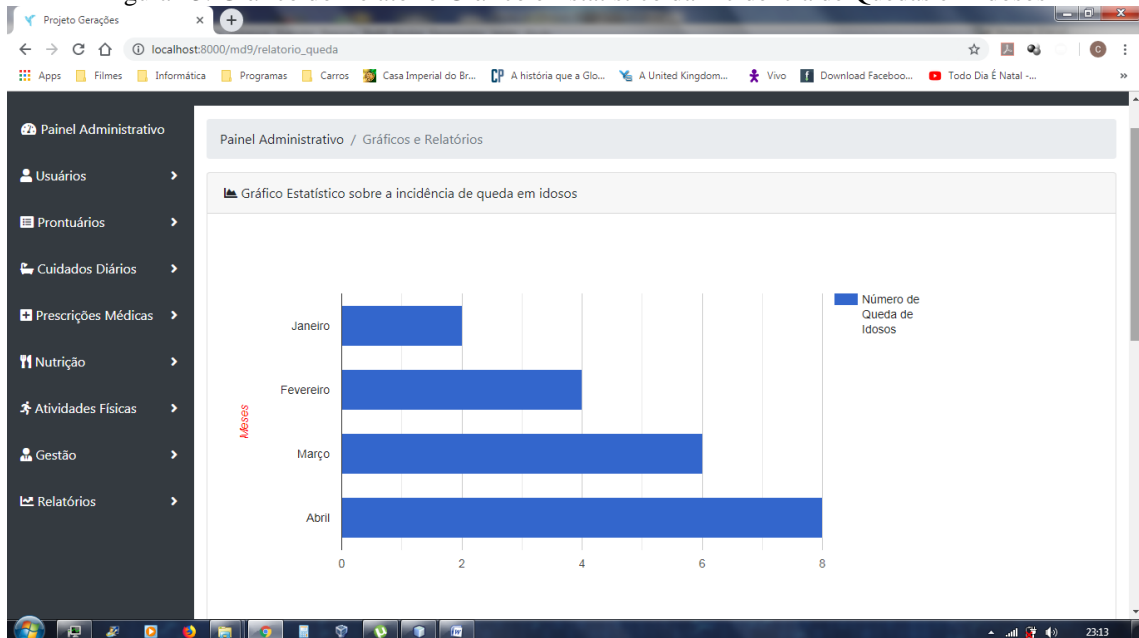 Projeto Gerações
localhost:8000/md9/relatorio_queda
C
Apps Filmes Informática Programas Carros Casa Imperial do Br... CP A história que a Glo... A United Kingdom... Vivo Download Faceboo... Todo Dia É Natal -... »
Painel Administrativo
Usuários
Prontuários
Cuidados Diários
Prescrições Médicas
Nutrição
Atividades Físicas
Gestão
Relatórios
Painel Administrativo / Gráficos e Relatórios
Gráfico Estatístico sobre a incidência de queda em idosos
Número de
Queda de
Idosos
Meses
Janeiro
Fevereiro
Março
Abril
0 2 4 6 8
23:13